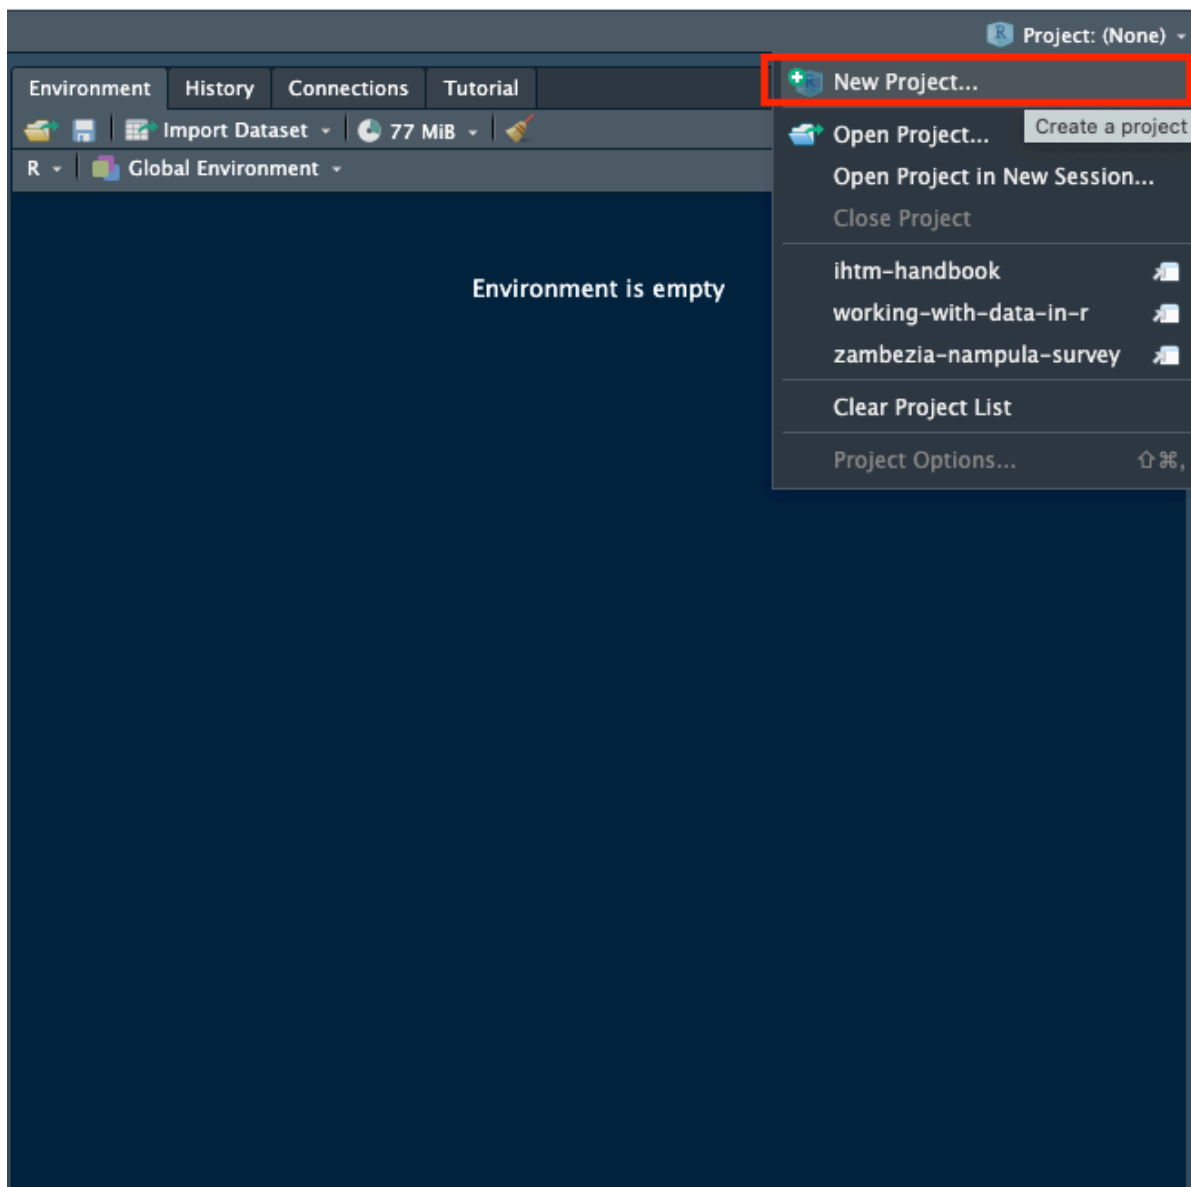 Project: (None)
Environment History Connections Tutorial
New Project...
Import Dataset 77 MiB
Open Project...
Create a project
R Global Environment
Open Project in New Session...
Close Project
ihtm-handbook
Environment is empty
working-with-data-in-r
zambezia-nampula-survey
Clear Project List
Project Options... ⇧⌘,